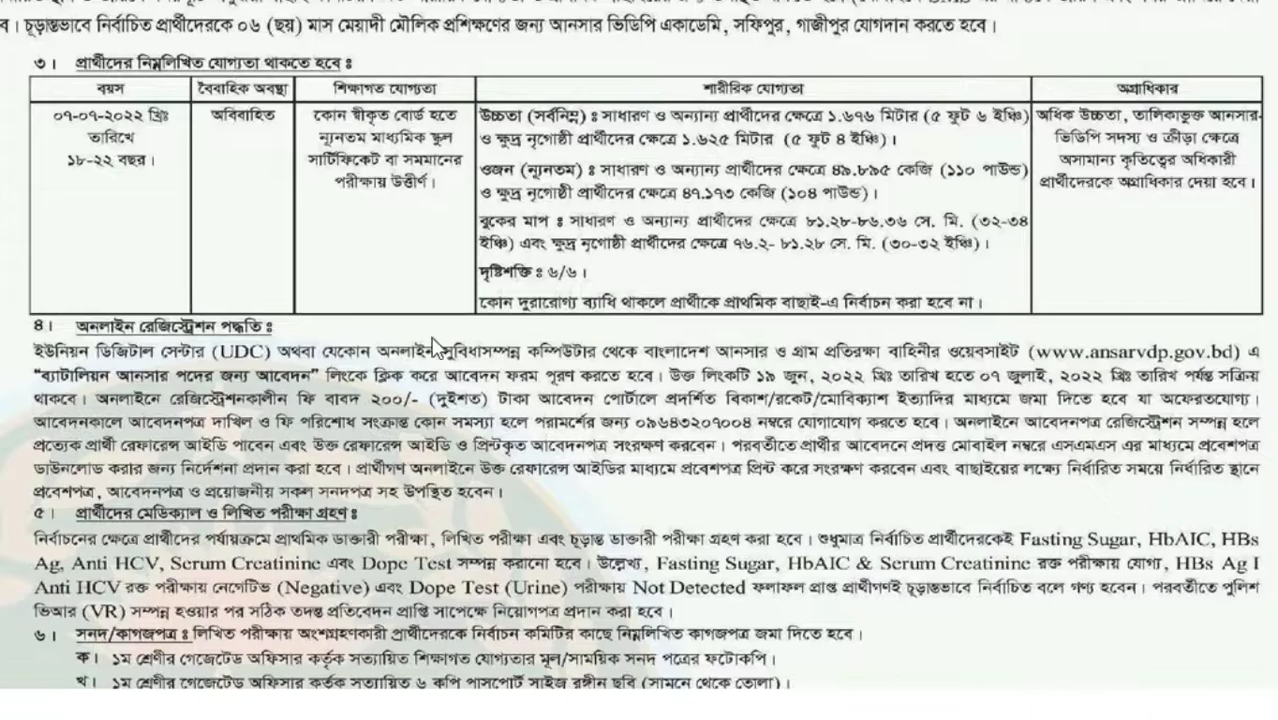 ব। চূড়ান্তভাবে নির্বাচিত প্রার্থীদেরকে ০৬ (ছয়) মাস মেয়াদী মৌলিক প্রশিক্ষণের জন্য আনসার ভিডিপি একাডেমি, সফিপুর, গাজীপুর যোগদান করতে হবে।
৩। প্রার্থীদের নিম্নলিখিত যোগ্যতা থাকতে হবে ঃ
বয়স বৈবাহিক অবস্থা শিক্ষাগত যোগ্যতা শারীরিক যোগ্যতা অগ্রাধিকার
০৭-০৭-২০২২ খ্রিঃ
তারিখে
১৮-২২ বছর।
অবিবাহিত
কোন স্বীকৃত বোর্ড হতে
ন্যূনতম মাধ্যমিক স্কুল
সার্টিফিকেট বা সমমানের
পরীক্ষায় উত্তীর্ণ।
উচ্চতা (সর্বনিম্ন) ঃ সাধারণ ও অন্যান্য প্রার্থীদের ক্ষেত্রে ১.৬৭৬ মিটার (৫ ফুট ৬ ইঞ্চি)
ও ক্ষুদ্র নৃগোষ্ঠী প্রার্থীদের ক্ষেত্রে ১.৬২৫ মিটার (৫ ফুট ৪ ইঞ্চি)।
ওজন (ন্যূনতম) ঃ সাধারণ ও অন্যান্য প্রার্থীদের ক্ষেত্রে ৪৯.৮৯৫ কেজি (১১০ পাউন্ড)
ও ক্ষুদ্র নৃগোষ্ঠী প্রার্থীদের ক্ষেত্রে ৪৭.১৭৩ কেজি (১০৪ পাউন্ড)।
বুকের মাপ ঃ সাধারণ ও অন্যান্য প্রার্থীদের ক্ষেত্রে ৮১.২৮-৮৬.৩৬ সে. মি. (৩২-৩৪
ইঞ্চি) এবং ক্ষুদ্র নৃগোষ্ঠী প্রার্থীদের ক্ষেত্রে ৭৬.২- ৮১.২৮ সে. মি. (৩০-৩২ ইঞ্চি)।
দৃষ্টিশক্তি ঃ ৬/৬।
কোন দুরারোগ্য ব্যাধি থাকলে প্রার্থীকে প্রাথমিক বাছাই-এ নির্বাচন করা হবে না।
অধিক উচ্চতা, তালিকাভুক্ত আনসার-
ভিডিপি সদস্য ও ক্রীড়া ক্ষেত্রে
অসামান্য কৃতিত্বের অধিকারী
প্রার্থীদেরকে অগ্রাধিকার দেয়া হবে।
৪। অনলাইন রেজিস্ট্রেশন পদ্ধতি ঃ
ইউনিয়ন ডিজিটাল সেন্টার (UDC) অথবা যেকোন অনলাইন সুবিধাসম্পন্ন কম্পিউটার থেকে বাংলাদেশ আনসার ও গ্রাম প্রতিরক্ষা বাহিনীর ওয়েবসাইট (www.ansarvdp.gov.bd) এ
“ব্যাটালিয়ন আনসার পদের জন্য আবেদন” লিংকে ক্লিক করে আবেদন ফরম পূরণ করতে হবে। উক্ত লিংকটি ১৯ জুন, ২০২২ খ্রিঃ তারিখ হতে ০৭ জুলাই, ২০২২ খ্রিঃ তারিখ পর্যন্ত সক্রিয়
থাকবে। অনলাইনে রেজিস্ট্রেশনকালীন ফি বাবদ ২০০/- (দুইশত) টাকা আবেদন পোর্টালে প্রদর্শিত বিকাশ/রকেট/মোবিক্যাশ ইত্যাদির মাধ্যমে জমা দিতে হবে যা অফেরতযোগ্য।
আবেদনকালে আবেদনপত্র দাখিল ও ফি পরিশোধ সংক্রান্ত কোন সমস্যা হলে পরামর্শের জন্য ০৯৬৪৩২০৭০০৪ নম্বরে যোগাযোগ করতে হবে। অনলাইনে আবেদনপত্র রেজিস্ট্রেশন সম্পন্ন হলে
প্রত্যেক প্রার্থী রেফারেন্স আইডি পাবেন এবং উক্ত রেফারেন্স আইডি ও প্রিন্টকৃত আবেদনপত্র সংরক্ষণ করবেন। পরবর্তীতে প্রার্থীর আবেদনে প্রদত্ত মোবাইল নম্বরে এসএমএস এর মাধ্যমে প্রবেশপত্র
ডাউনলোড করার জন্য নির্দেশনা প্রদান করা হবে। প্রার্থীগণ অনলাইনে উক্ত রেফারেন্স আইডির মাধ্যমে প্রবেশপত্র প্রিন্ট করে সংরক্ষণ করবেন এবং বাছাইয়ের লক্ষ্যে নির্ধারিত সময়ে নির্ধারিত স্থানে
প্রবেশপত্র, আবেদনপত্র ও প্রয়োজনীয় সকল সনদপত্র সহ উপস্থিত হবেন।
৫। প্রার্থীদের মেডিক্যাল ও লিখিত পরীক্ষা গ্রহণ ঃ
নির্বাচনের ক্ষেত্রে প্রার্থীদের পর্যায়ক্রমে প্রাথমিক ডাক্তারী পরীক্ষা, লিখিত পরীক্ষা এবং চূড়ান্ত ডাক্তারী পরীক্ষা গ্রহণ করা হবে। শুধুমাত্র নির্বাচিত প্রার্থীদেরকেই Fasting Sugar, HbAIC, HBs
Ag, Anti HCV, Serum Creatinine এবং Dope Test সম্পন্ন করানো হবে। উল্লেখ্য, Fasting Sugar, HbAIC & Serum Creatinine রক্ত পরীক্ষায় যোগ্য, HBs Ag I
Anti HCV রক্ত পরীক্ষায় নেগেটিভ (Negative) এবং Dope Test (Urine) পরীক্ষায় Not Detected ফলাফল প্রাপ্ত প্রার্থীগণই চূড়ান্তভাবে নির্বাচিত বলে গণ্য হবেন। পরবর্তীতে পুলিশ
ভিআর (VR) সম্পন্ন হওয়ার পর সঠিক তদন্ত প্রতিবেদন প্রাপ্তি সাপেক্ষে নিয়োগপত্র প্রদান করা হবে।
৬। সনদ/কাগজপত্র ঃ লিখিত পরীক্ষায় অংশগ্রহণকারী প্রার্থীদেরকে নির্বাচন কমিটির কাছে নিম্নলিখিত কাগজপত্র জমা দিতে হবে।
ক। ১ম শ্রেণীর গেজেটেড অফিসার কর্তৃক সত্যায়িত শিক্ষাগত যোগ্যতার মূল/সাময়িক সনদ পত্রের ফটোকপি।
খ। ১ম শ্রেণীর গেজেটেড অফিসার কর্তৃক সত্যায়িত ৬ কপি পাসপোর্ট সাইজ রঙ্গীন ছবি (সামনে থেকে তোলা)।